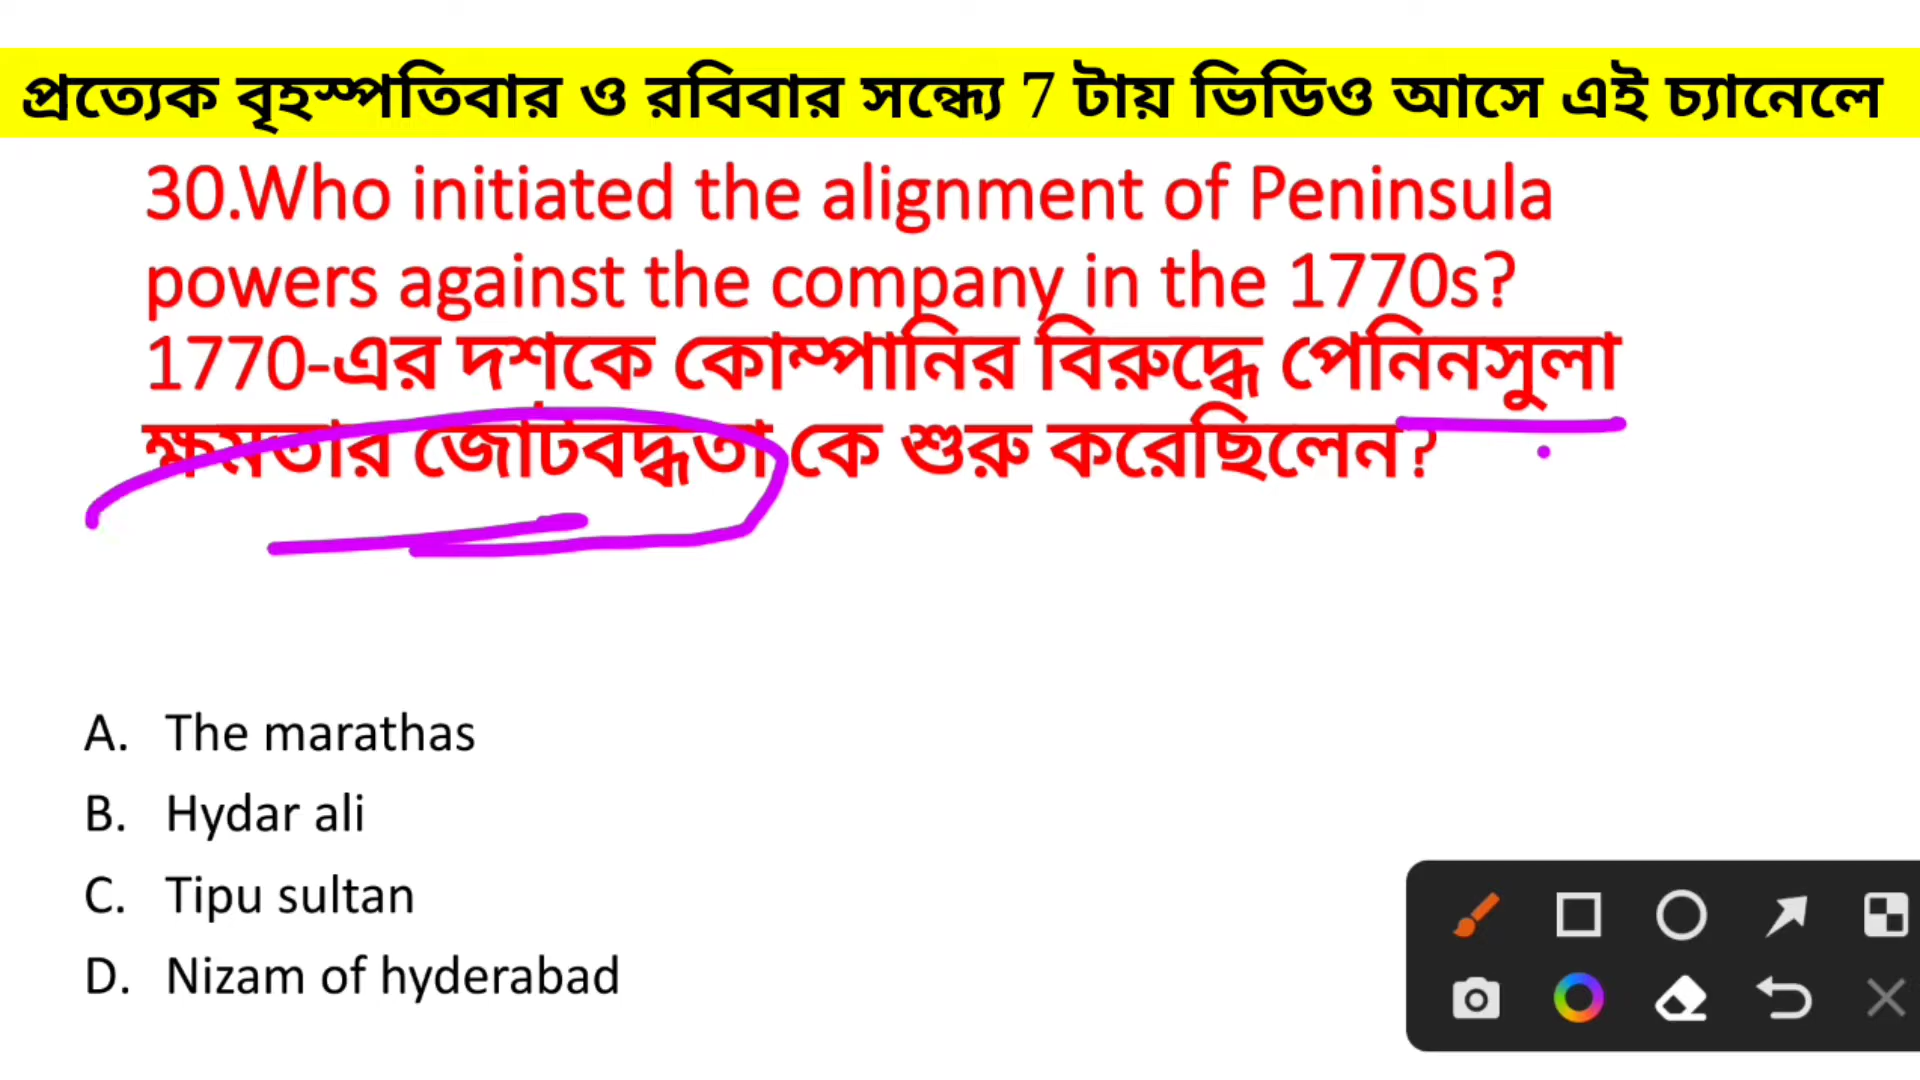 প্রত্যেক বৃহস্পতিবার ও রবিবার সন্ধ্যে 7 টায় ভিডিও আসে এই চ্যানেলে
30.Who initiated the alignment of Peninsula
powers against the company in the 1770s?
1770-এর দশকে কোম্পানির বিরুদ্ধে পেনিনসুলা
ক্ষমতার জোটবদ্ধতা কে শুরু করেছিলেন?
A. The marathas
B. Hydar ali
C. Tipu sultan
D. Nizam of hyderabad